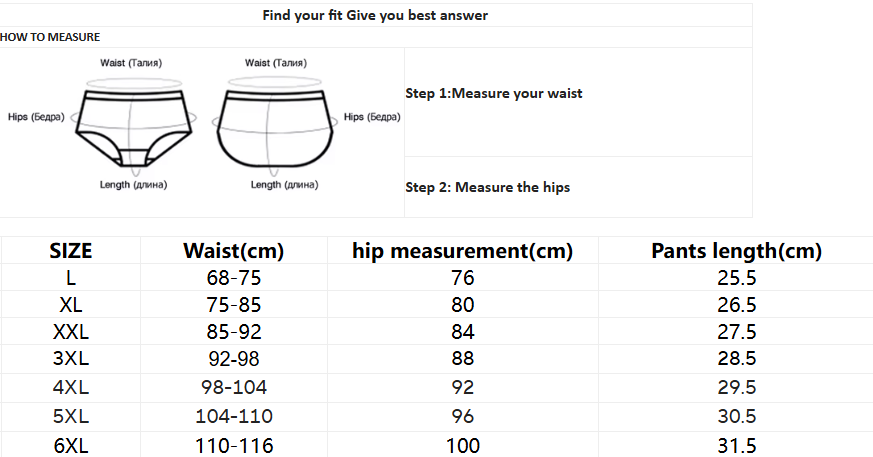 Find your fit Give you best answer
HOW TO MEASURE
Waist (Талия) Waist (Талия)
Step 1:Measure your waist
Hips (Бедра) Hips (Бедра)
Length (длина) Length (длина)
Step 2: Measure the hips
SIZE Waist(cm) hip measurement(cm) Pants length(cm)
L 68-75 76 25.5
XL 75-85 80 26.5
XXL 85-92 84 27.5
3XL 92-98 88 28.5
4XL 98-104 92 29.5
5XL 104-110 96 30.5
6XL 110-116 100 31.5